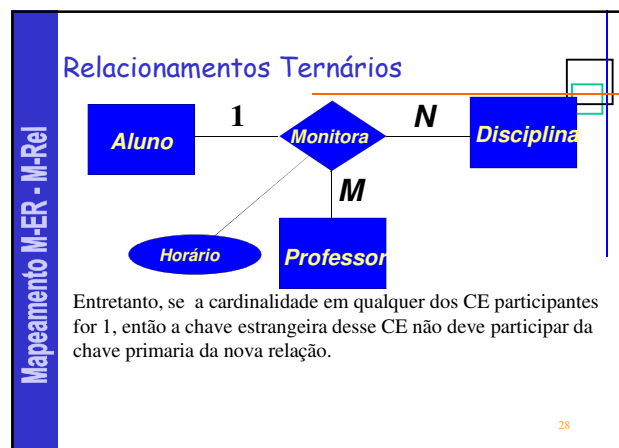 Mapeamento M-ER - M-Rel
Relacionamentos Ternários
Aluno
1
Monitora
N
Disciplina
M
Horário
Professor
Entretanto, se a cardinalidade em qualquer dos CE participantes
for 1, então a chave estrangeira desse CE não deve participar da
chave primaria da nova relação.
28